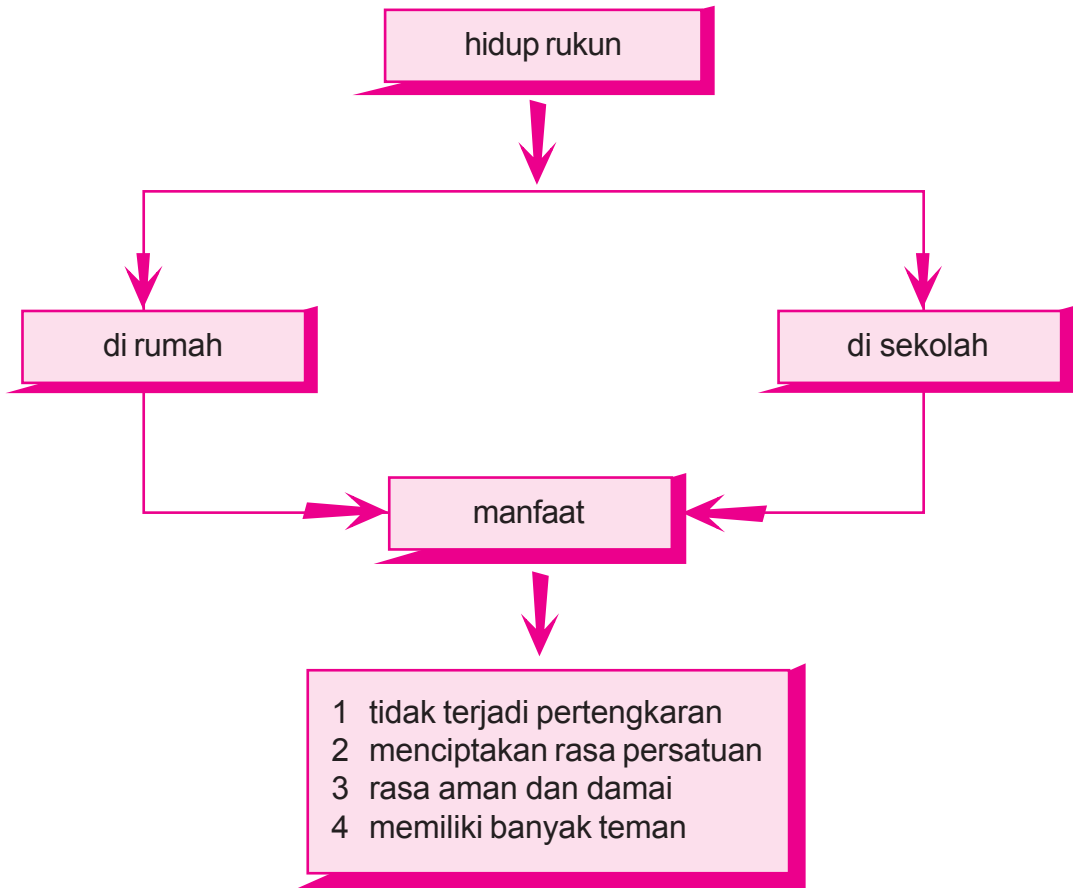 hidup rukun
di rumah
di sekolah
manfaat
1 tidak terjadi pertengkaran
2 menciptakan rasa persatuan
3 rasa aman dan damai
4 memiliki banyak teman